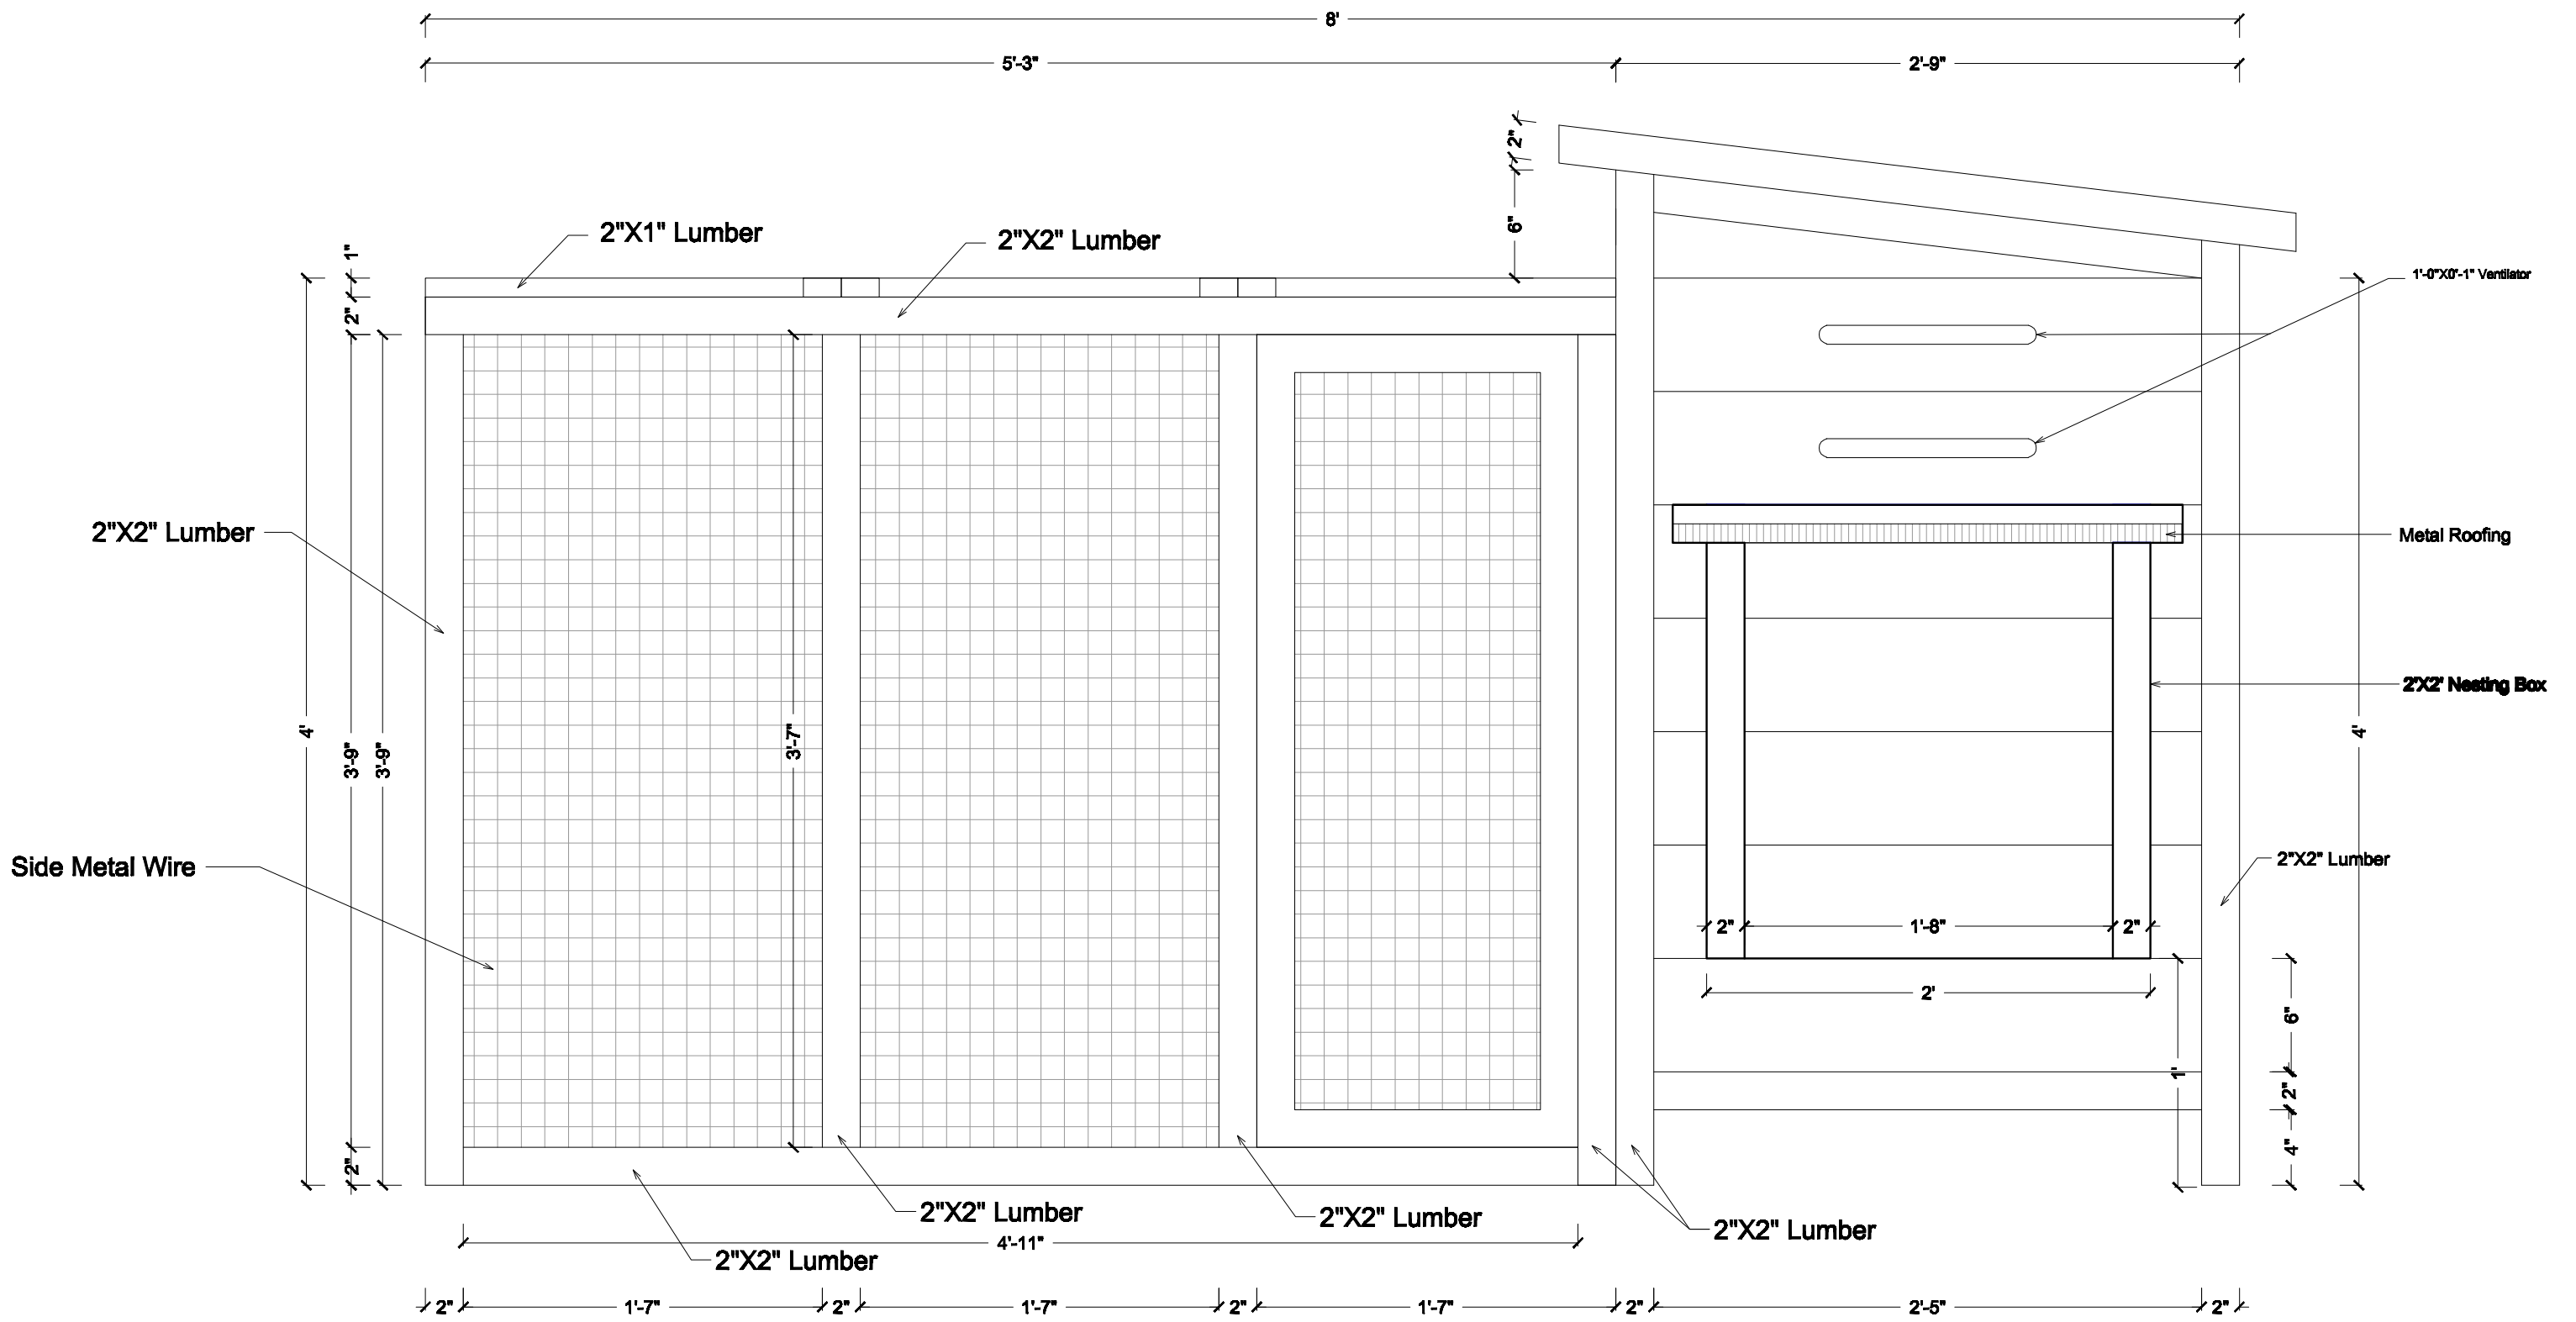 8'
5'-3"
2'-9"
2"
6"
2"X1" Lumber
2"X2" Lumber
1"
2"
1'-0"X0'-1" Ventilator
2"X2" Lumber
Metal Roofing
2'X2' Nesting Box
4'
3'-9"
3'-9"
3'-7"
4'
Side Metal Wire
2"X2" Lumber
2"
1'-8"
2"
2'
6"
1'
2"
4"
2"
2"X2" Lumber
2"X2" Lumber
2"X2" Lumber
4'-11"
2"X2" Lumber
2"
1'-7"
2"
1'-7"
2"
1'-7"
2"
2'-5"
2"